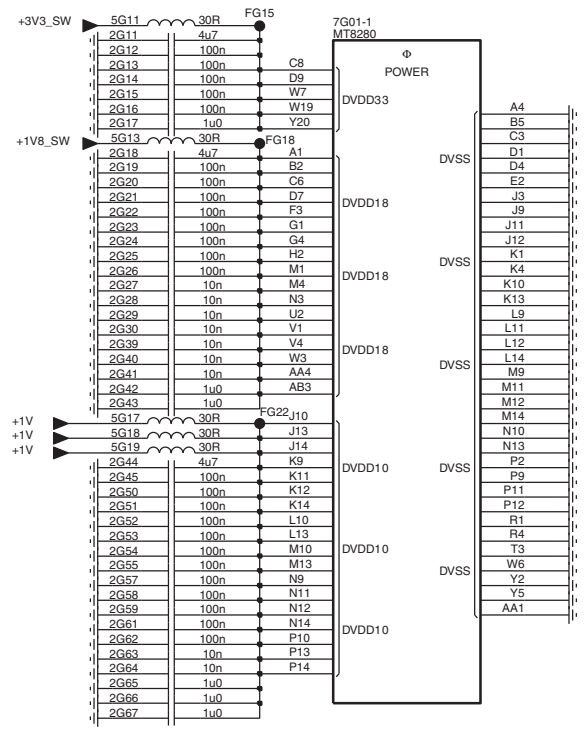 +3V3_SW 5G11 30R FG15
2G11 4u7
2G12 100n
2G13 100n C8
2G14 100n D9
2G15 100n W7
2G16 100n W19
2G17 1u0 Y20
+1V8_SW 5G13 30R FG18
2G18 4u7 A1
2G19 100n B2
2G20 100n C6
2G21 100n D7
2G22 100n F3
2G23 100n G1
2G24 100n G4
2G25 100n H2
2G26 100n M1
2G27 10n M4
2G28 10n N3
2G29 10n U2
2G30 10n V1
2G39 10n V4
2G40 10n W3
2G41 10n AA4
2G42 1u0 AB3
2G43 1u0
+1V 5G17 30R FG22 J10
+1V 5G18 30R J13
+1V 5G19 30R J14
2G44 4u7 K9
2G45 100n K11
2G50 100n K12
2G51 100n K14
2G52 100n L10
2G53 100n L13
2G54 100n M10
2G55 100n M13
2G57 100n N9
2G58 100n N11
2G59 100n N12
2G61 100n N14
2G62 100n P10
2G63 10n P13
2G64 10n P14
2G65 1u0
2G66 1u0
2G67 1u0
7G01-1
MT8280
Φ
POWER
DVDD33
DVDD18
DVDD18
DVDD18
DVDD10
DVDD10
DVDD10
DVSS
DVSS
DVSS
DVSS
DVSS
A4
B5
C3
D1
D4
E2
J3
J9
J11
J12
K1
K4
K10
K13
L9
L11
L12
L14
M9
M11
M12
M14
N10
N13
P2
P9
P11
P12
R1
R4
T3
W6
Y2
Y5
AA1